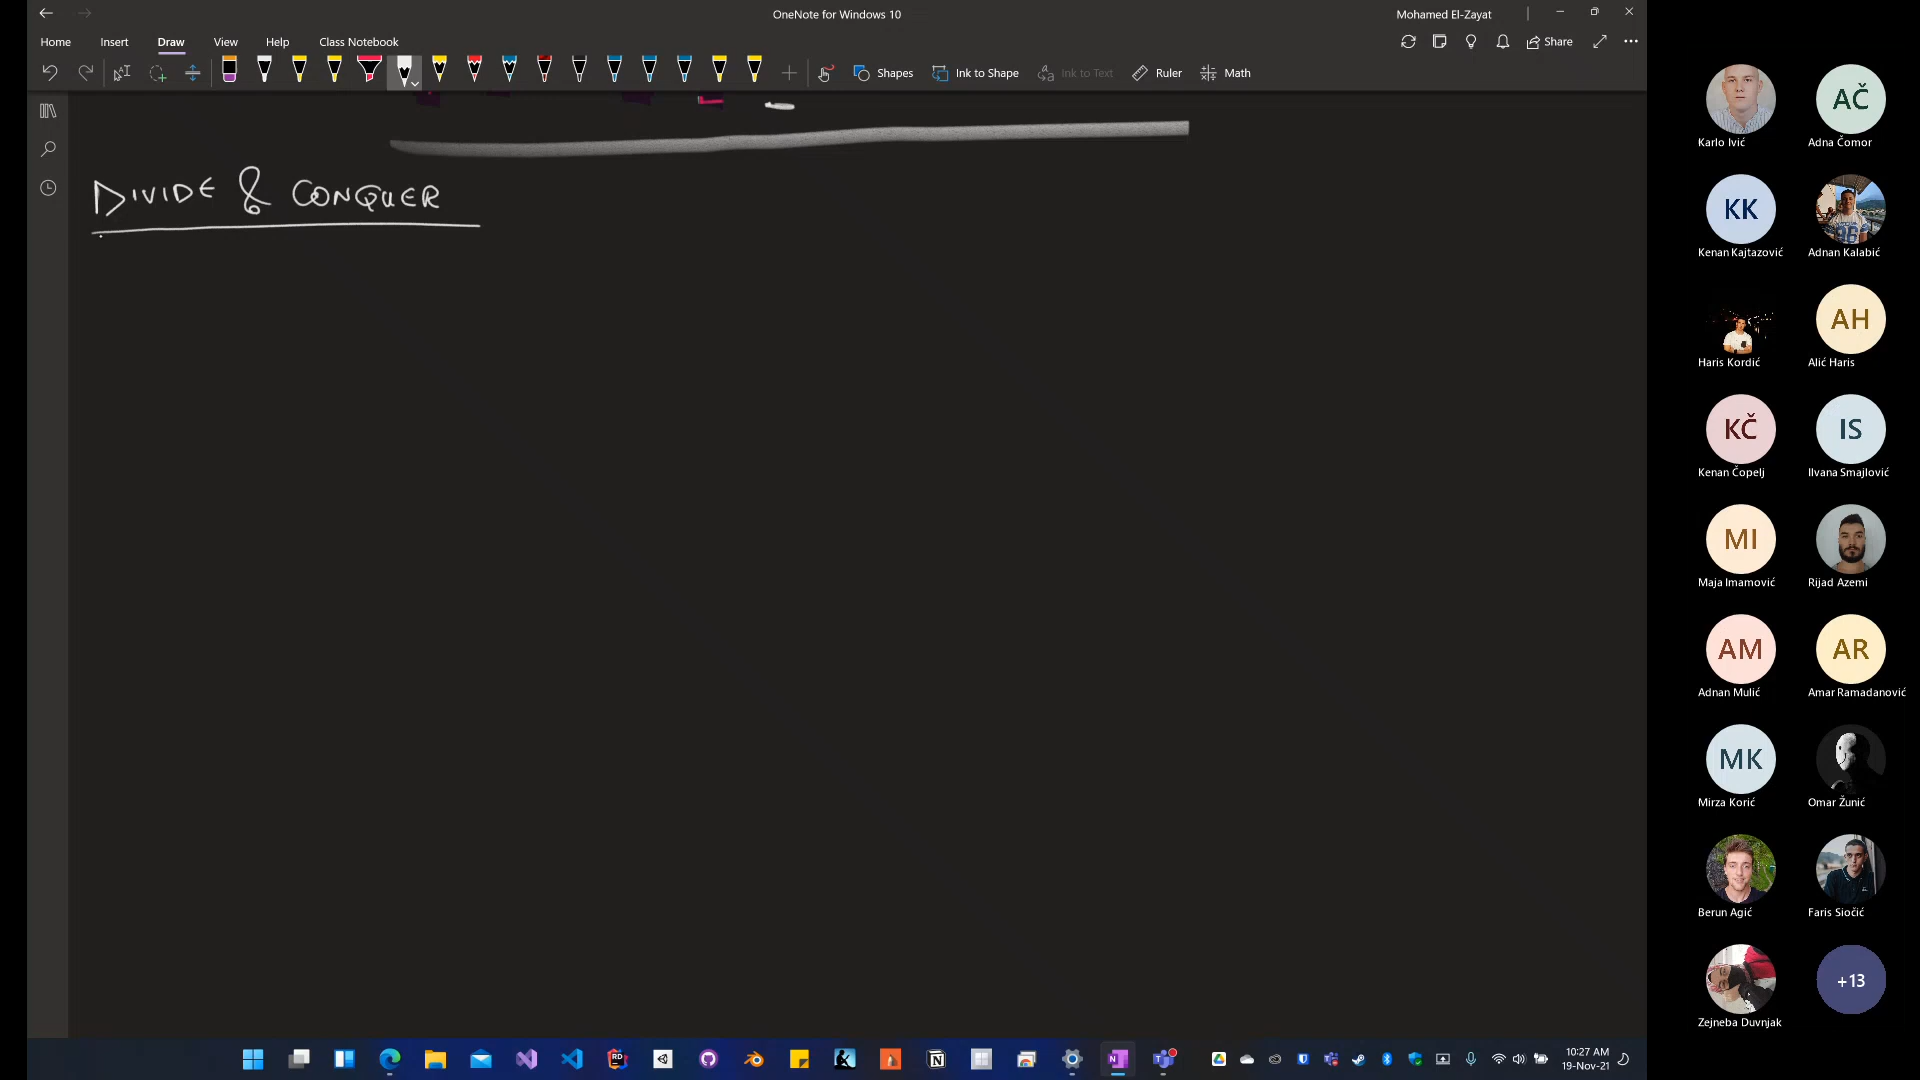 OneNote for Windows 10
Mohamed El-Zayat
Home Insert Draw View Help Class Notebook
Share
Shapes Ink to Shape Ink to Text Ruler Math
DIVIDE & CONQUER
Karlo Ivić
AČ
Adna Čomor
KK
Kenan Kajtazović
Adnan Kalabić
Haris Kordić
AH
Alić Haris
KČ
Kenan Čopelj
IS
Ilvana Smajlović
MI
Maja Imamović
Rijad Azemi
AM
Adnan Mulić
AR
Amar Ramadanović
MK
Mirza Korić
Omar Žunić
Berun Agić
Faris Siočić
Zejneba Duvnjak
+13
10:27 AM
19-Nov-21